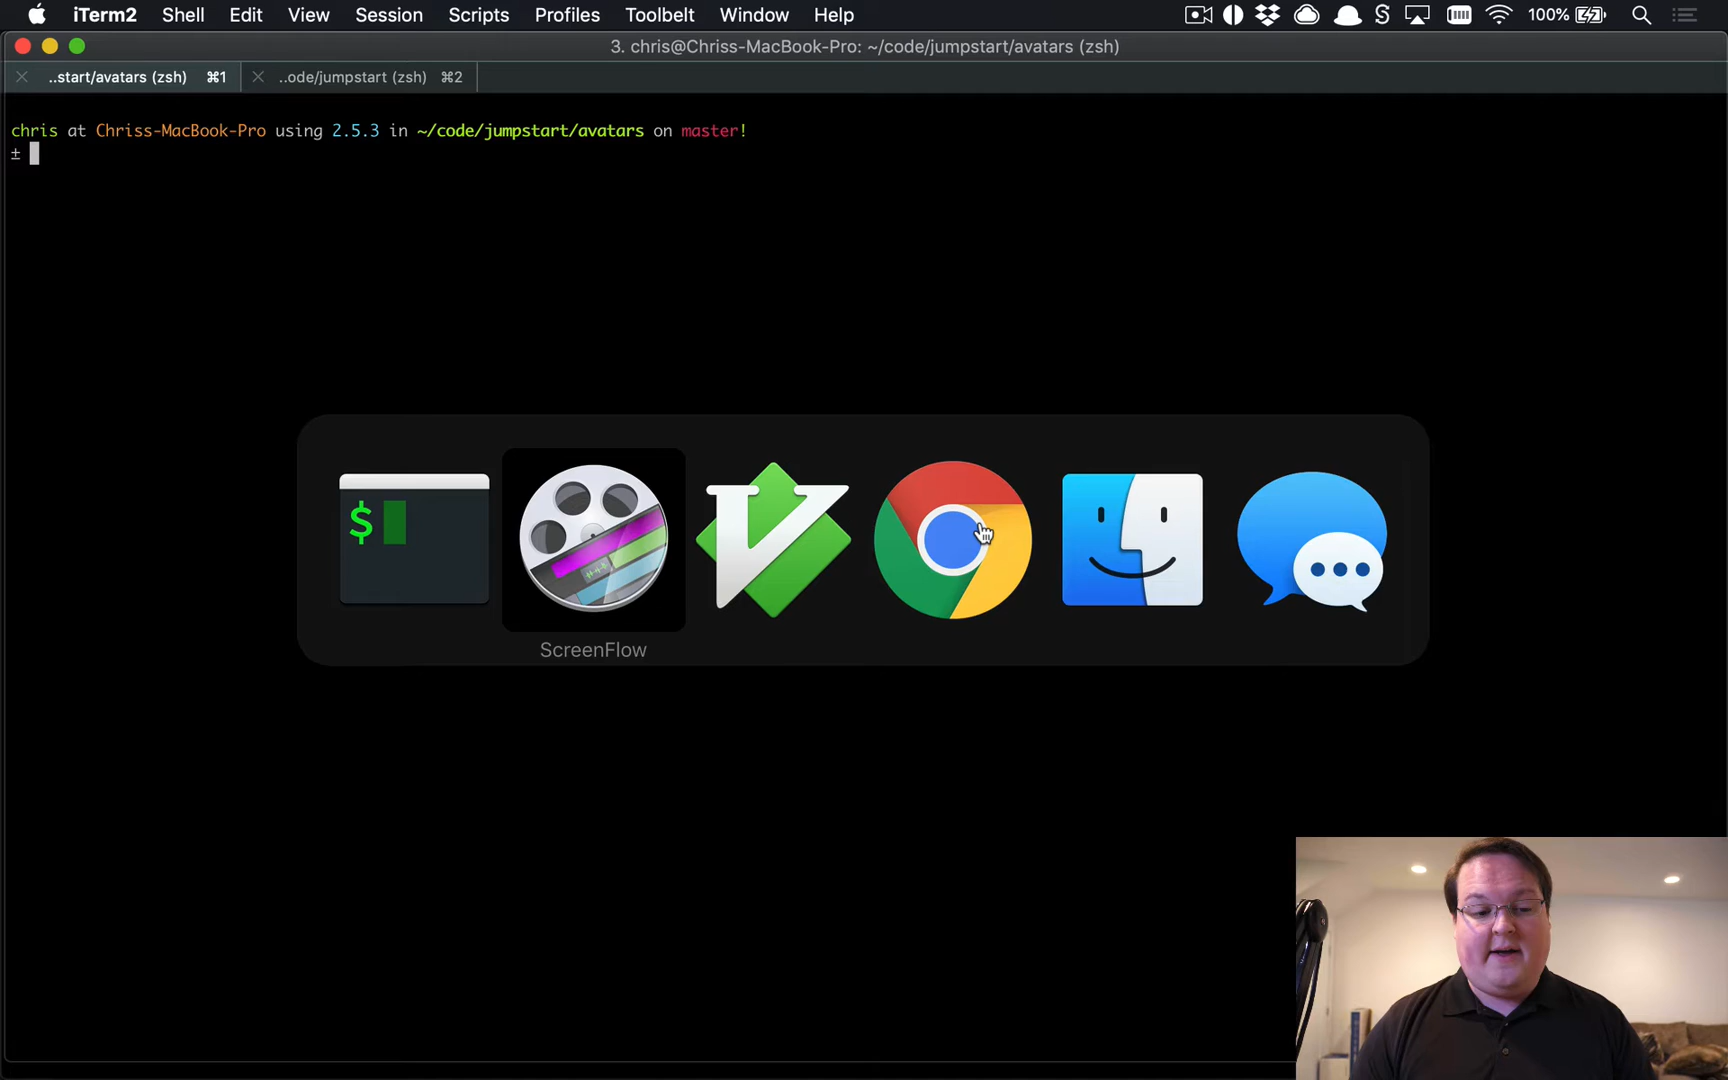 iTerm2 Shell Edit View Session Scripts Profiles Toolbelt Window Help 100%
3. chris@Chriss-MacBook-Pro: ~/code/jumpstart/avatars (zsh)
..start/avatars (zsh) ⌘1 ..ode/jumpstart (zsh) ⌘2
chris at Chriss-MacBook-Pro using 2.5.3 in ~/code/jumpstart/avatars on master!
±
$
ScreenFlow